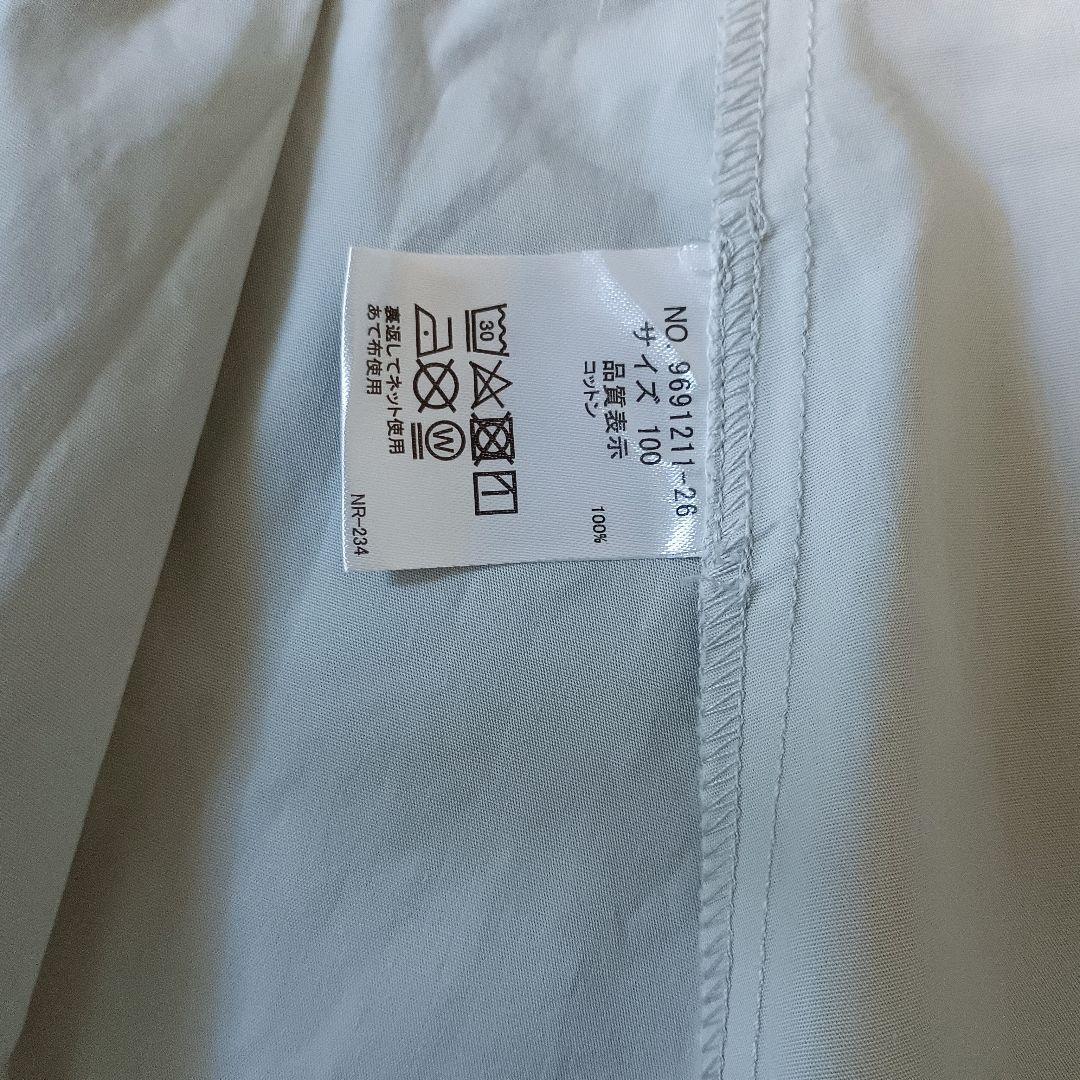 NO. 9691211-26
サイズ 100
品質表示
コットン 100%
30
W
裏返してネット使用
あて布使用
NR-234